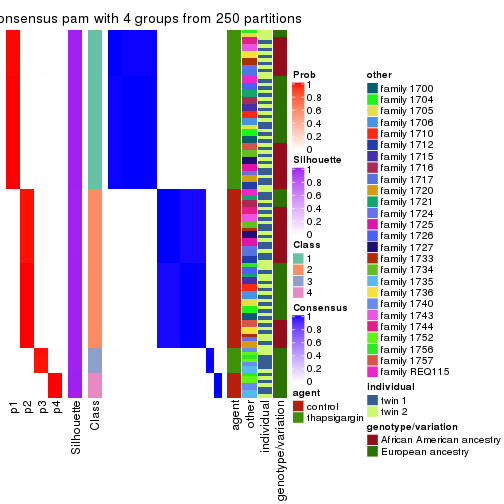 onsensus pam with 4 groups from 250 partitions
p1
p2
p3
p4
Silhouette
Class
agent
other
individual
genotype/variation
Prob
1
0.8
0.6
0.4
0.2
0
Silhouette
1
0.8
0.6
0.4
0.2
0
Class
1
2
3
4
Consensus
1
0.8
0.6
0.4
0.2
0
agent
control
thapsigargin
other
family 1700
family 1704
family 1705
family 1706
family 1710
family 1712
family 1715
family 1716
family 1717
family 1720
family 1721
family 1724
family 1725
family 1726
family 1727
family 1733
family 1734
family 1735
family 1736
family 1740
family 1743
family 1744
family 1752
family 1756
family 1757
family REQ115
individual
twin 1
twin 2
genotype/variation
African American ancestry
European ancestry